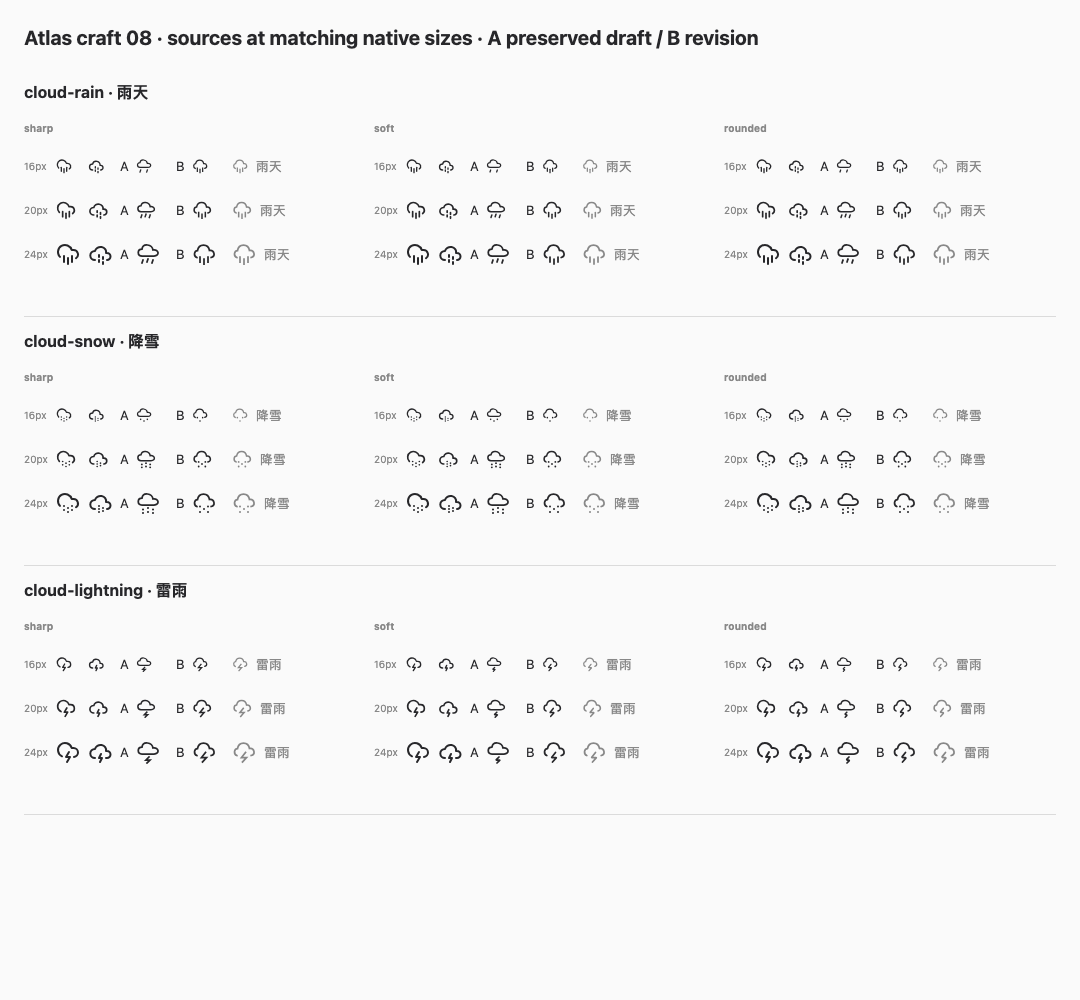 Atlas craft 08 · sources at matching native sizes · A preserved draft / B revision
cloud-rain · 雨天
sharp soft rounded
16px A B 雨天 16px A B 雨天 16px A B 雨天
20px A B 雨天 20px A B 雨天 20px A B 雨天
24px A B 雨天 24px A B 雨天 24px A B 雨天
cloud-snow · 降雪
sharp soft rounded
16px A B 降雪 16px A B 降雪 16px A B 降雪
20px A B 降雪 20px A B 降雪 20px A B 降雪
24px A B 降雪 24px A B 降雪 24px A B 降雪
cloud-lightning · 雷雨
sharp soft rounded
16px A B 雷雨 16px A B 雷雨 16px A B 雷雨
20px A B 雷雨 20px A B 雷雨 20px A B 雷雨
24px A B 雷雨 24px A B 雷雨 24px A B 雷雨